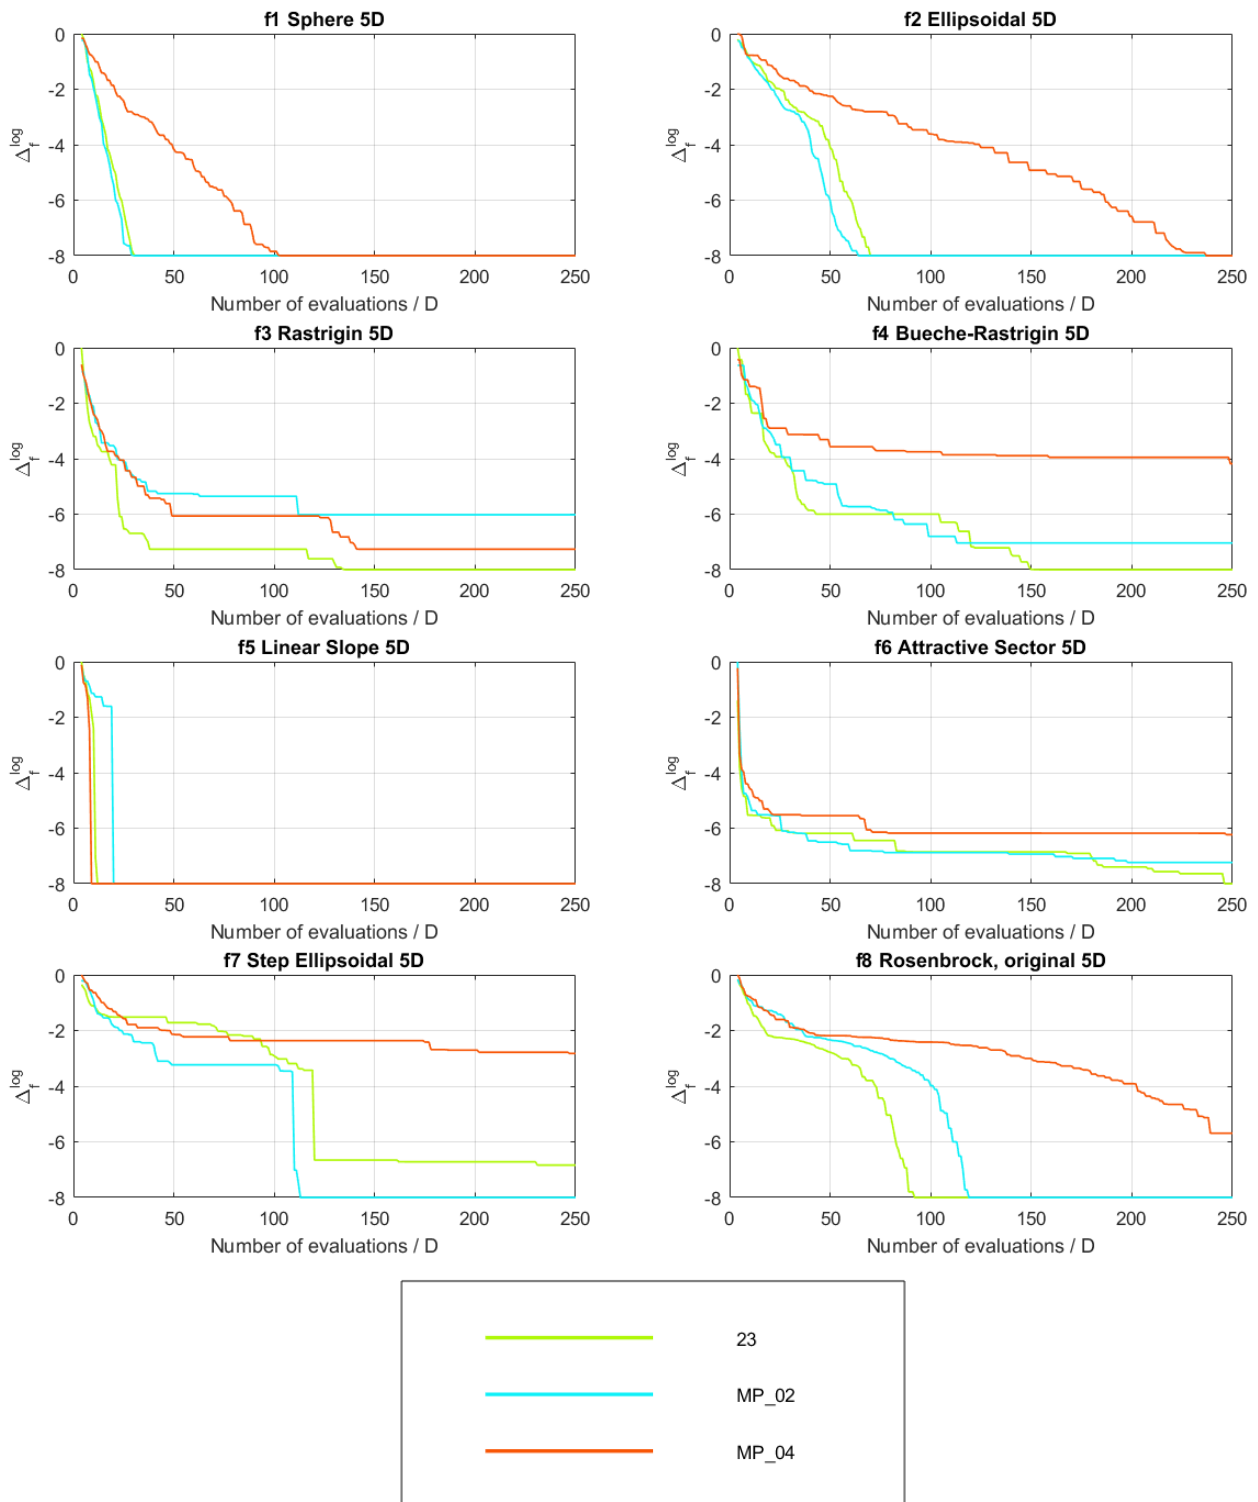 f1 Sphere 5D
0
-2
-4
-6
-8
Δ_f^log
0 50 100 150 200 250
Number of evaluations / D
f2 Ellipsoidal 5D
0
-2
-4
-6
-8
Δ_f^log
0 50 100 150 200 250
Number of evaluations / D
f3 Rastrigin 5D
0
-2
-4
-6
-8
Δ_f^log
0 50 100 150 200 250
Number of evaluations / D
f4 Bueche-Rastrigin 5D
0
-2
-4
-6
-8
Δ_f^log
0 50 100 150 200 250
Number of evaluations / D
f5 Linear Slope 5D
0
-2
-4
-6
-8
Δ_f^log
0 50 100 150 200 250
Number of evaluations / D
f6 Attractive Sector 5D
0
-2
-4
-6
-8
Δ_f^log
0 50 100 150 200 250
Number of evaluations / D
f7 Step Ellipsoidal 5D
0
-2
-4
-6
-8
Δ_f^log
0 50 100 150 200 250
Number of evaluations / D
f8 Rosenbrock, original 5D
0
-2
-4
-6
-8
Δ_f^log
0 50 100 150 200 250
Number of evaluations / D
23
MP_02
MP_04